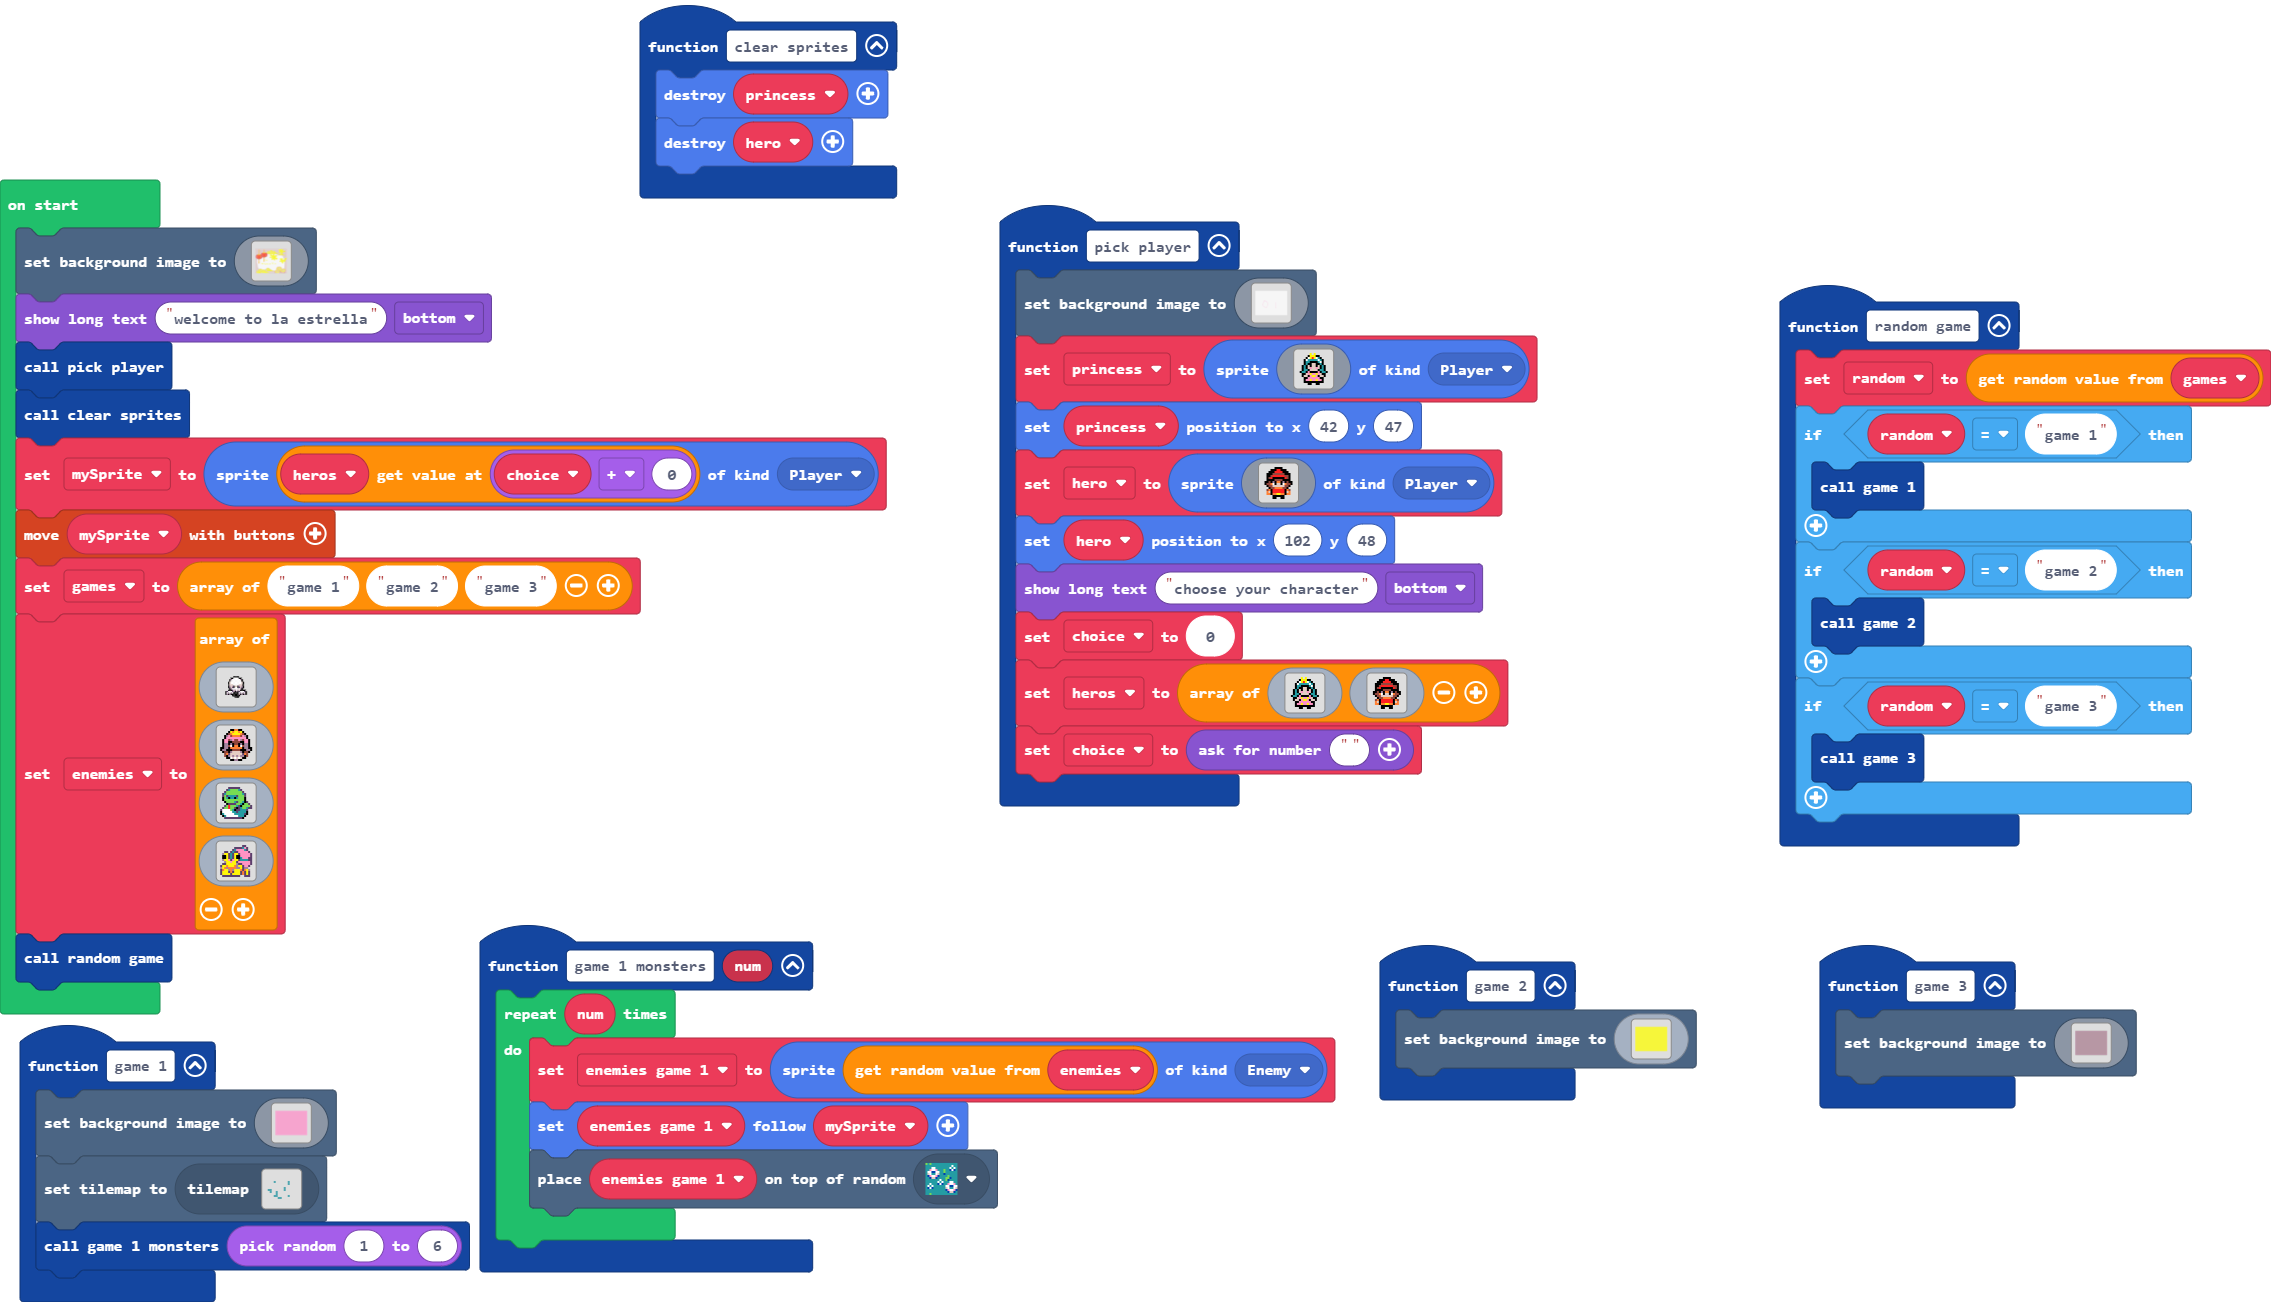 function clear sprites
destroy princess
destroy hero
on start
set background image to
show long text "welcome to la estrella" bottom
call pick player
call clear sprites
set mySprite to sprite heros get value at choice + 0 of kind Player
move mySprite with buttons
set games to array of "game 1" "game 2" "game 3"
set enemies to array of
call random game
function pick player
set background image to
set princess to sprite of kind Player
set princess position to x 42 y 47
set hero to sprite of kind Player
set hero position to x 102 y 48
show long text "choose your character" bottom
set choice to 0
set heros to array of
set choice to ask for number " "
function random game
set random to get random value from games
if random = "game 1" then
call game 1
if random = "game 2" then
call game 2
if random = "game 3" then
call game 3
function game 1
set background image to
set tilemap to tilemap
call game 1 monsters pick random 1 to 6
function game 1 monsters num
repeat num times
do
set enemies game 1 to sprite get random value from enemies of kind Enemy
set enemies game 1 follow mySprite
place enemies game 1 on top of random
function game 2
set background image to
function game 3
set background image to